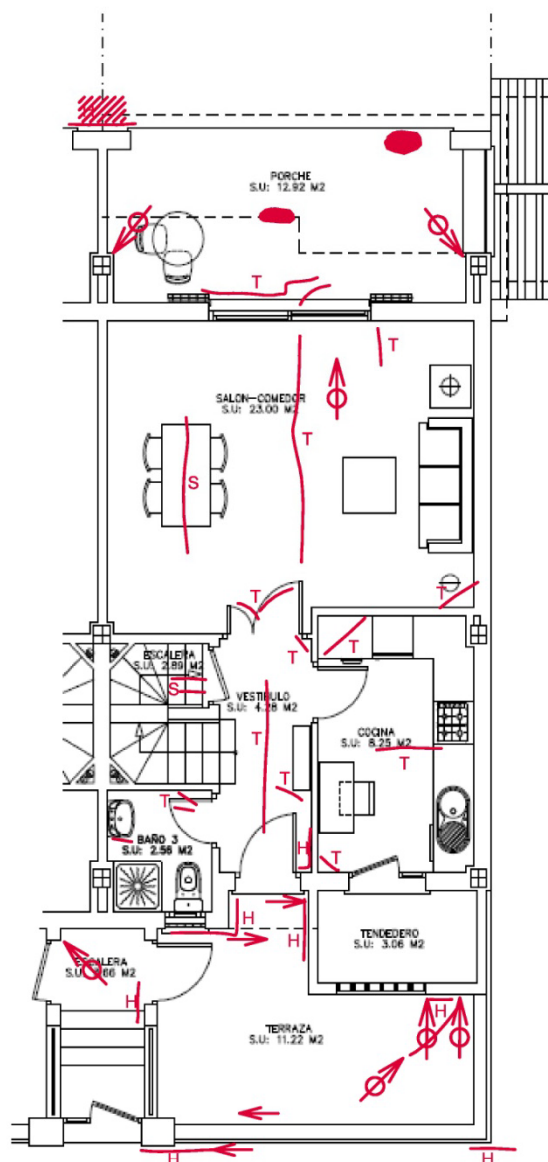 H
PORCHE
S.U: 12.92 M2
T
T
SALON-COMEDOR
S.U: 23.00 M2
T
S
T
T
T
T
ESCALERA
S.U: 2.89 M2
S
VESTIBULO
S.U: 4.28 M2
COCINA
S.U: 8.25 M2
T
T
T
T
BAÑO 3
S.U: 2.56 M2
H
T
H
H
TENDEDERO
S.U: 3.06 M2
ESCALERA
H
H
TERRAZA
S.U: 11.22 M2
H
H